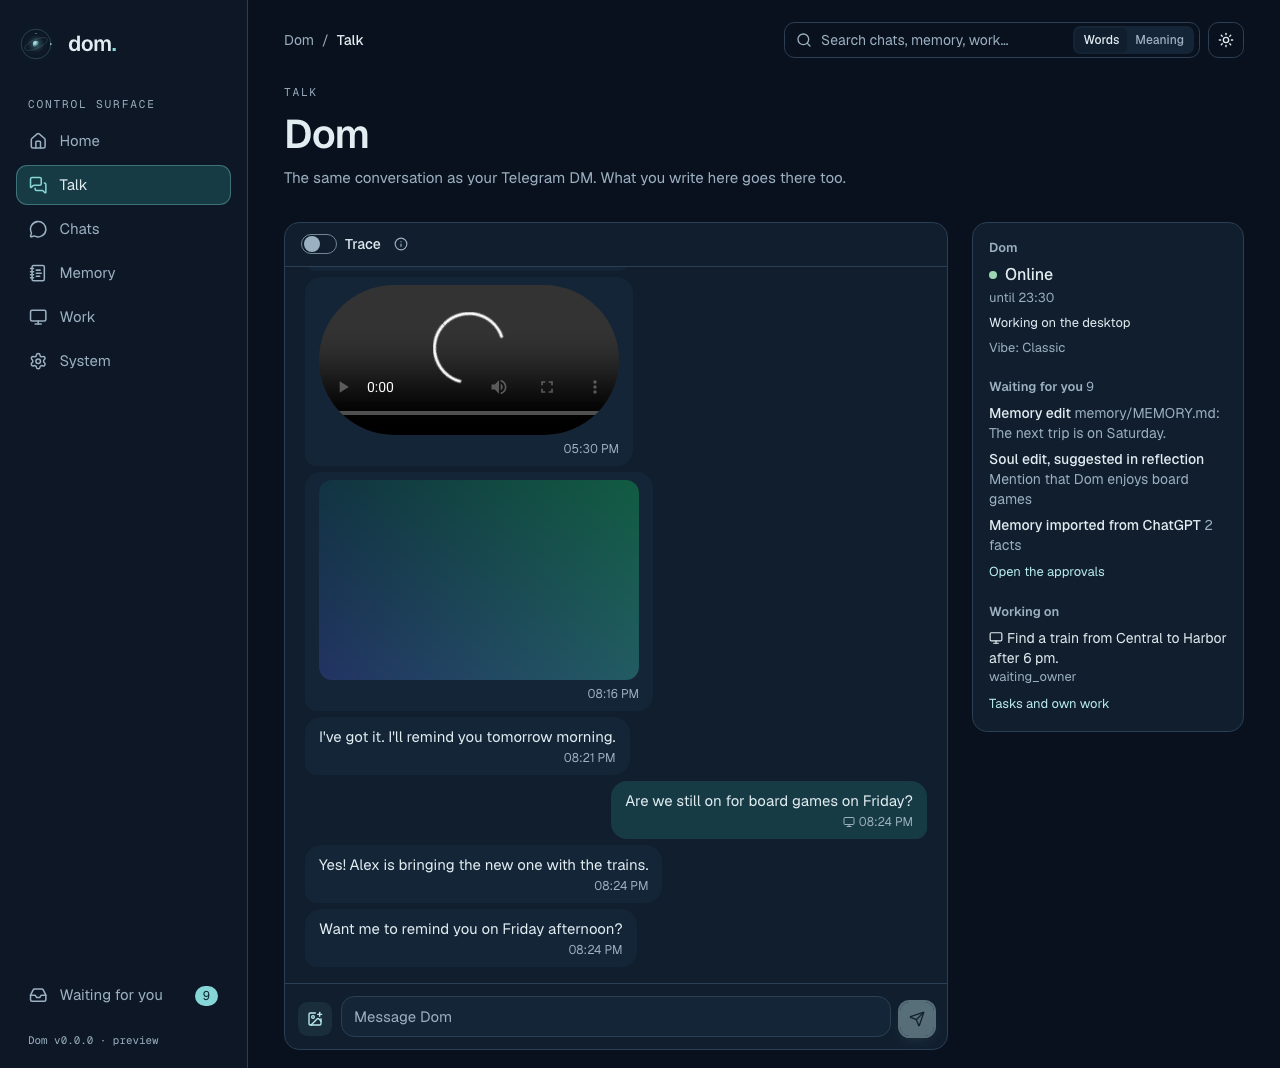 dom.
CONTROL SURFACE
Home
Talk
Chats
Memory
Work
System
Waiting for you 9
Dom v0.0.0 · preview
Dom / Talk
Search chats, memory, work…
Words Meaning
TALK
Dom
The same conversation as your Telegram DM. What you write here goes there too.
Trace
0:00
05:30 PM
08:16 PM
I've got it. I'll remind you tomorrow morning.
08:21 PM
Are we still on for board games on Friday?
08:24 PM
Yes! Alex is bringing the new one with the trains.
08:24 PM
Want me to remind you on Friday afternoon?
08:24 PM
Message Dom
Dom
Online
until 23:30
Working on the desktop
Vibe: Classic
Waiting for you 9
Memory edit memory/MEMORY.md:
The next trip is on Saturday.
Soul edit, suggested in reflection
Mention that Dom enjoys board
games
Memory imported from ChatGPT 2
facts
Open the approvals
Working on
Find a train from Central to Harbor
after 6 pm.
waiting_owner
Tasks and own work